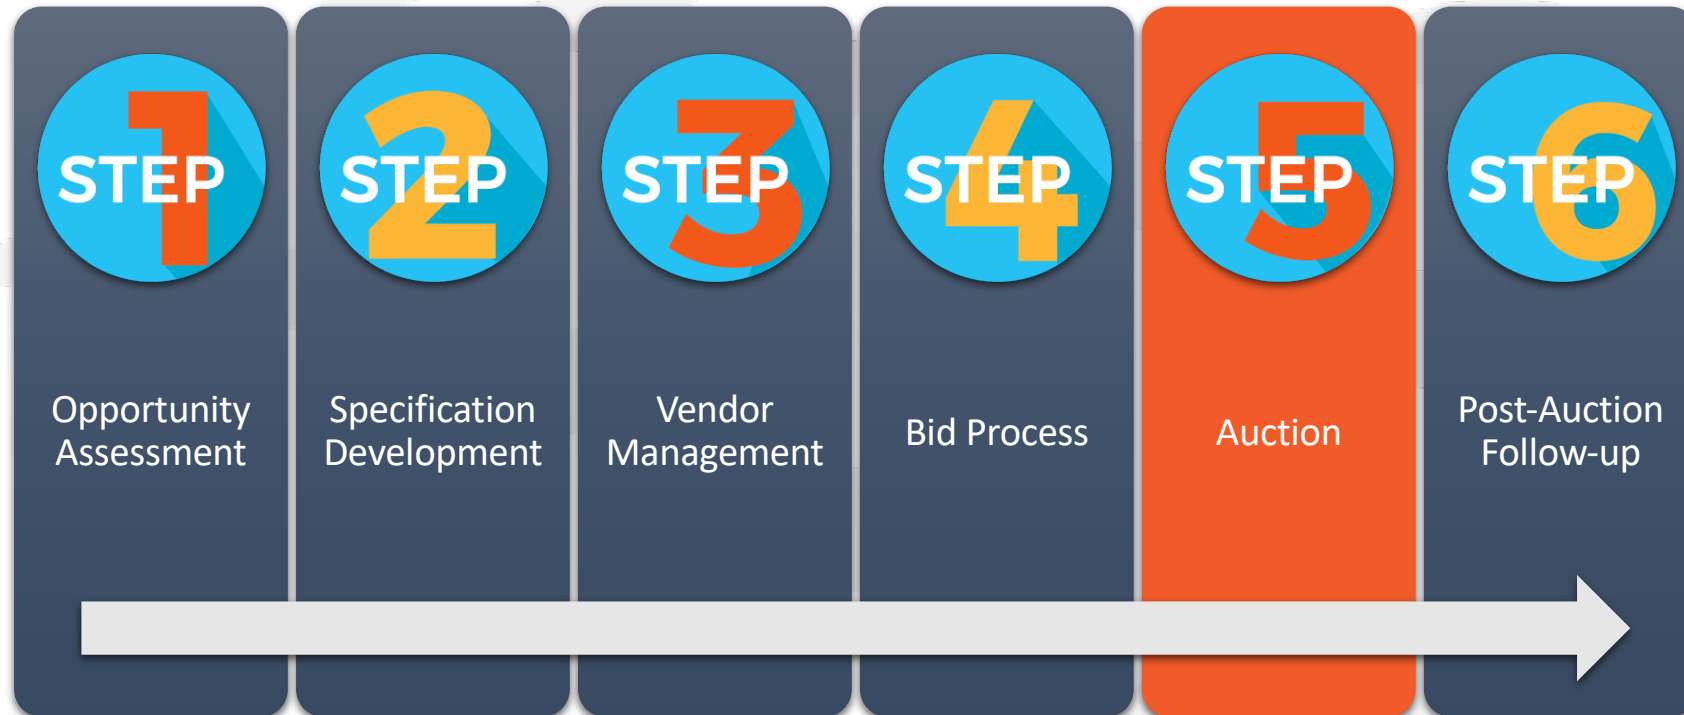 STEP 1
Opportunity
Assessment
STEP 2
Specification
Development
STEP 3
Vendor
Management
STEP 4
Bid Process
STEP 5
Auction
STEP 6
Post-Auction
Follow-up